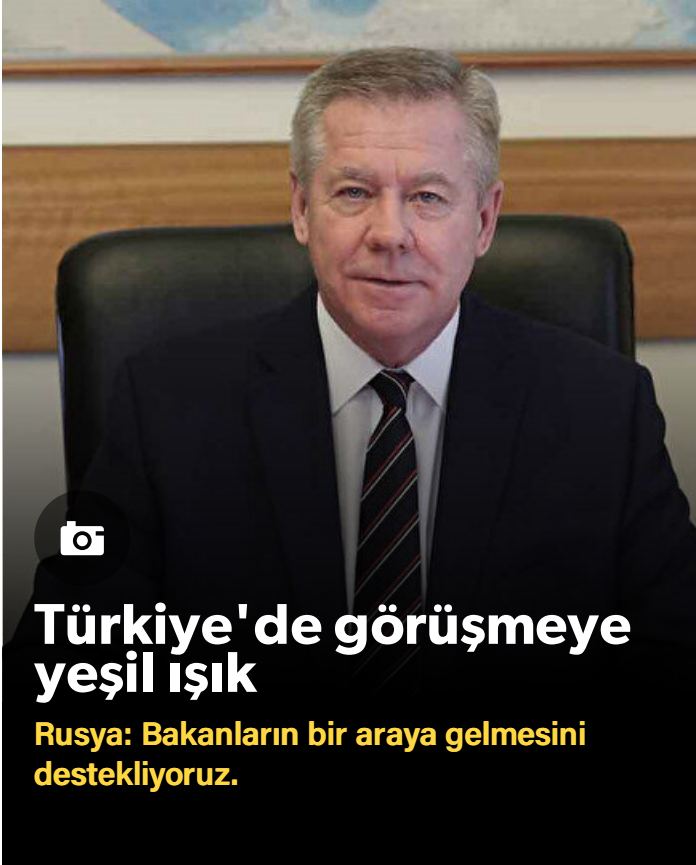 Türkiye'de görüşmeye
yeşil ışık
Rusya: Bakanların bir araya gelmesini
destekliyoruz.